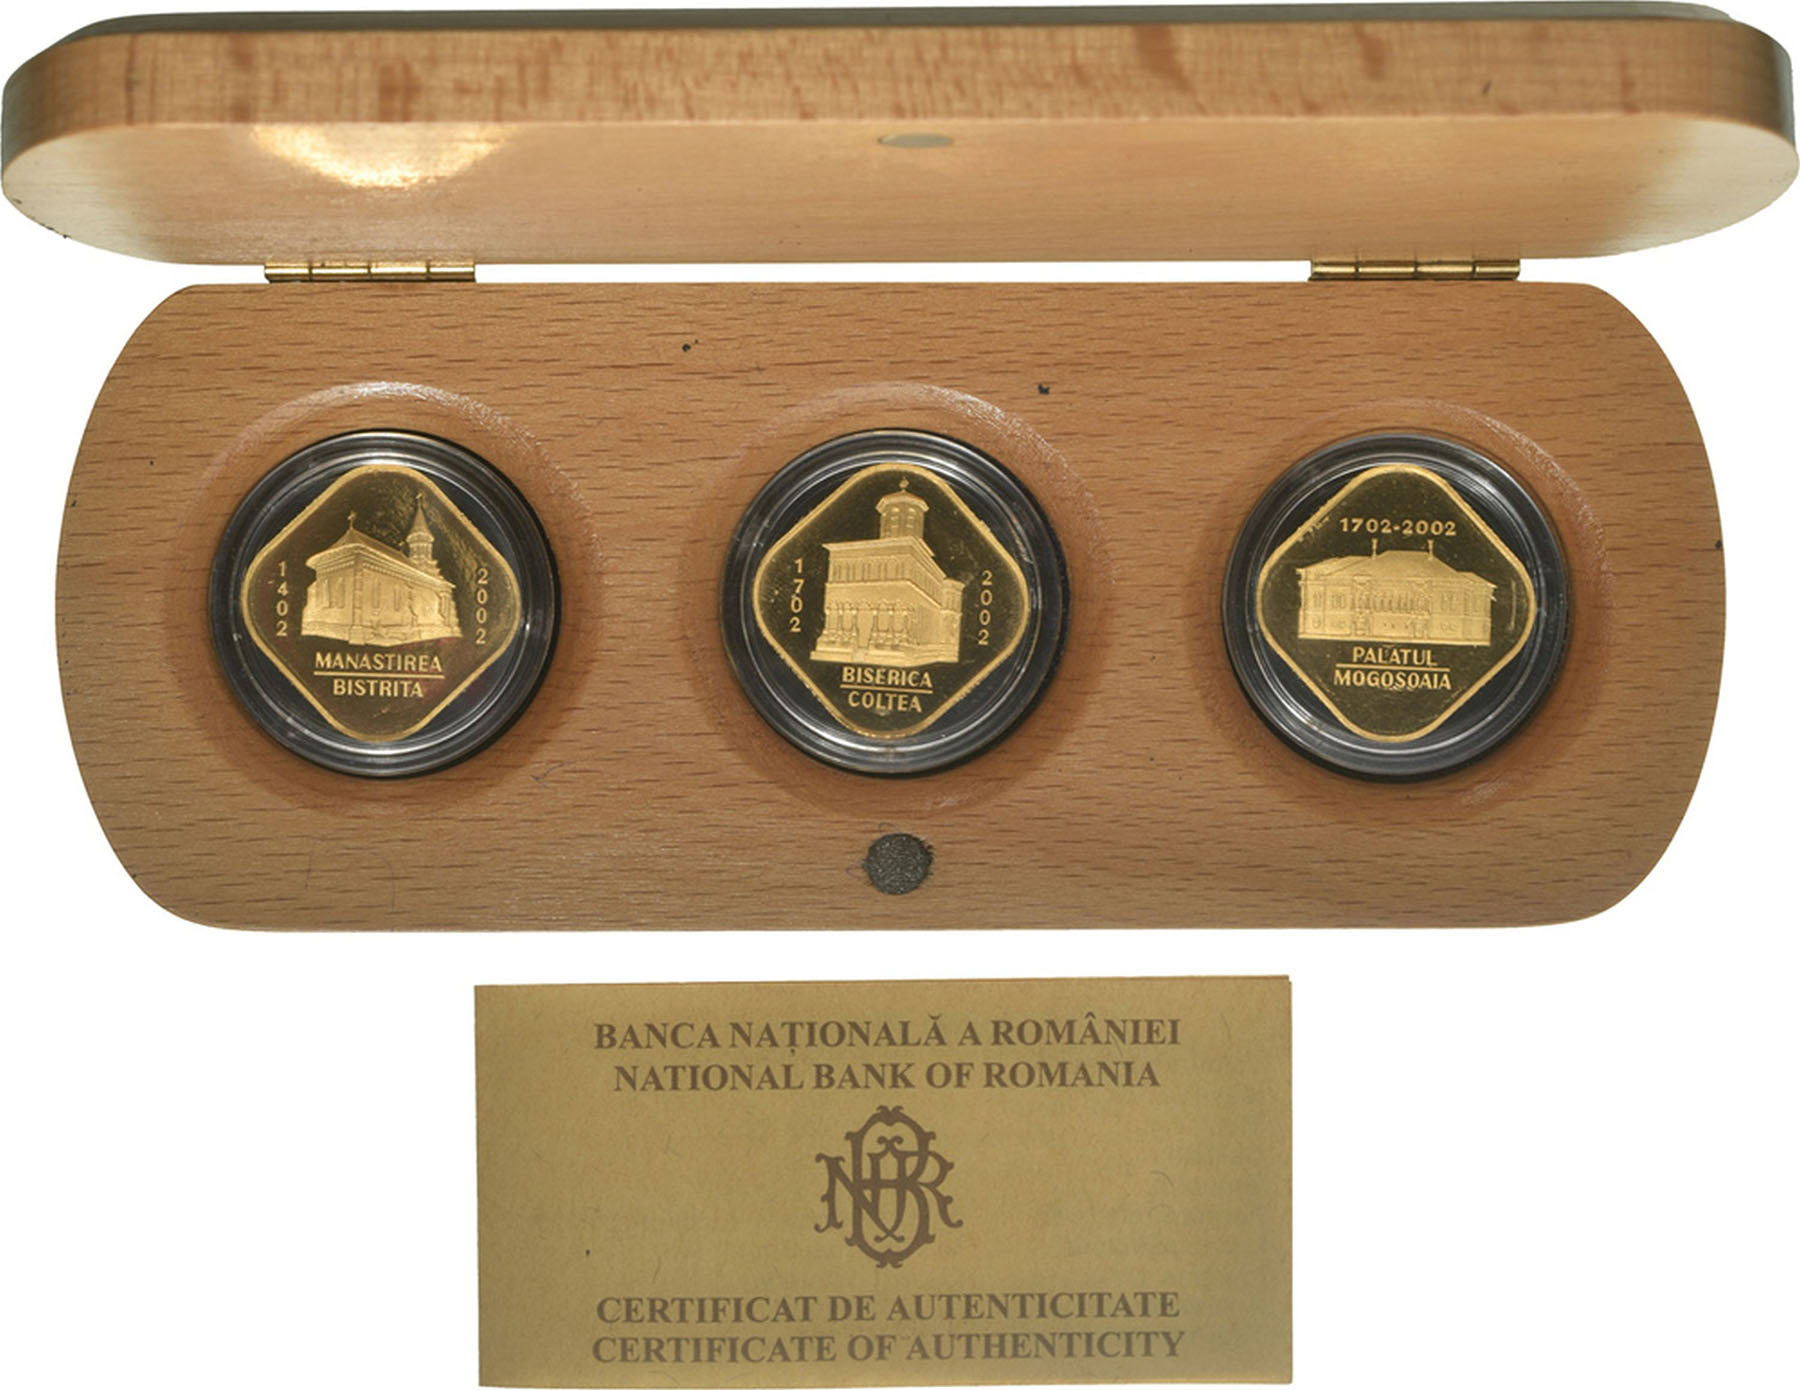 1402
2002
MANASTIREA
BISTRITA
1702
2002
BISERICA
COLTEA
1702-2002
PALATUL
MOGOSOAIA
BANCA NAȚIONALĂ A ROMÂNIEI
NATIONAL BANK OF ROMANIA
BNR
CERTIFICAT DE AUTENTICITATE
CERTIFICATE OF AUTHENTICITY